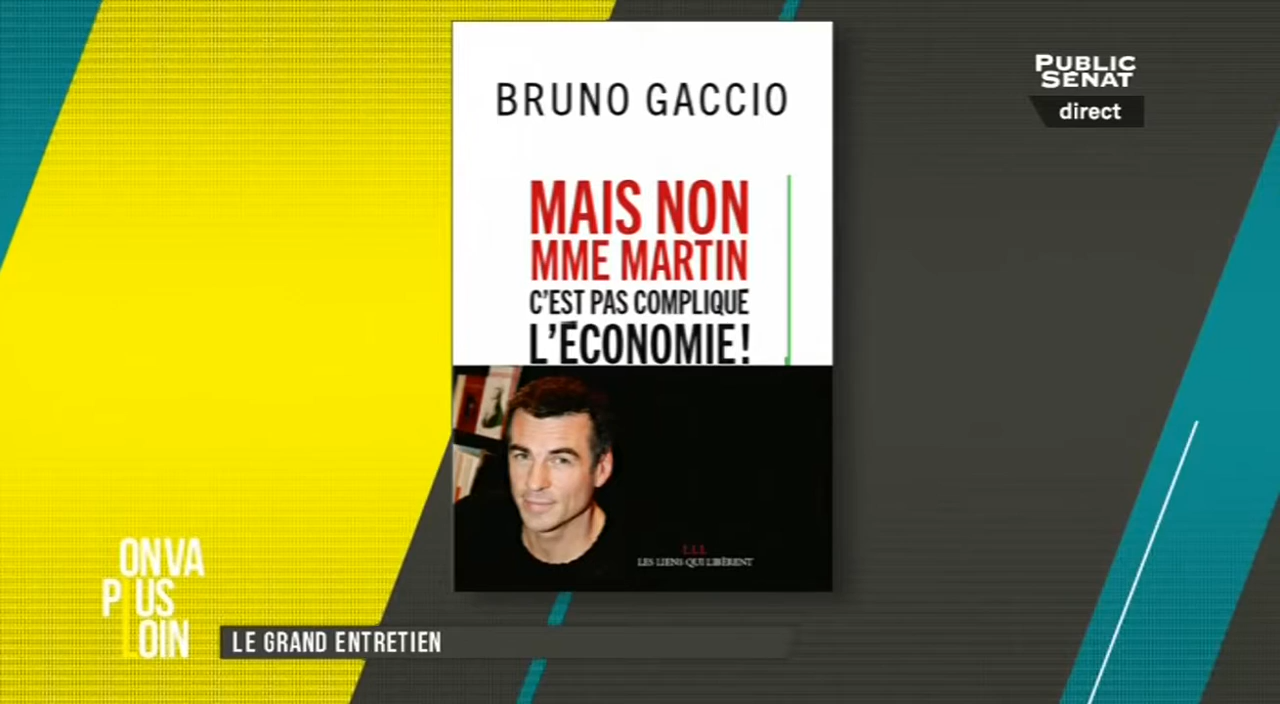 BRUNO GACCIO
MAIS NON
MME MARTIN
C'EST PAS COMPLIQUÉ
L'ÉCONOMIE!
L.L.L.
LES LIENS QUI LIBÈRENT
PUBLIC
SÉNAT
direct
ON VA
PLUS
LOIN
LE GRAND ENTRETIEN